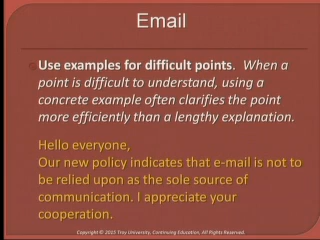 Email
Use examples for difficult points. When a
point is difficult to understand, using a
concrete example often clarifies the point
more efficiently than a lengthy explanation.
Hello everyone,
Our new policy indicates that e-mail is not to
be relied upon as the sole source of
communication. I appreciate your
cooperation.
Copyright © 2015 Troy University, Continuing Education, All Rights Reserved.